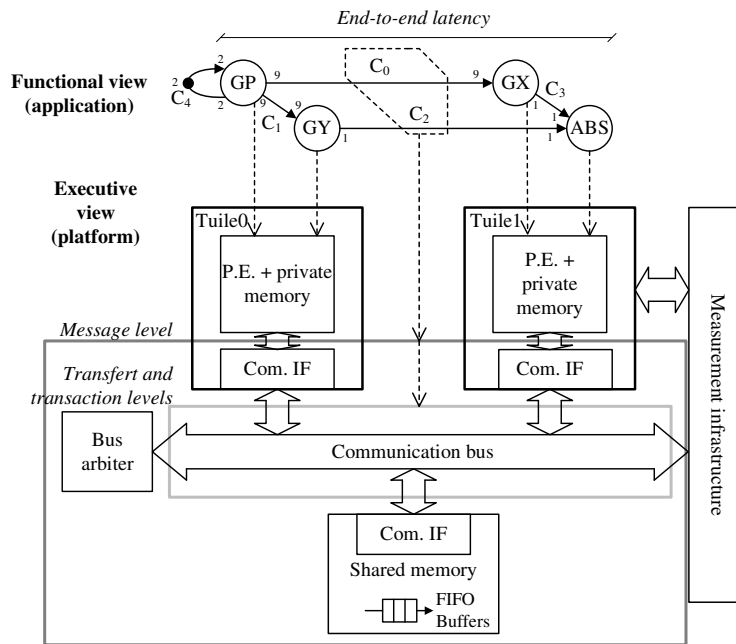 End-to-end latency
Functional view
(application)
2
2
C4
2
GP
9
C0
9
GX
C3
9
C1
9
1
1
GY
1
C2
1
ABS
Executive
view
(platform)
Tuile0
P.E. + private
memory
Com. IF
Tuile1
P.E. +
private
memory
Com. IF
Message level
Transfert and
transaction levels
Bus
arbiter
Communication bus
Com. IF
Shared memory
FIFO
Buffers
Measurement infrastructure